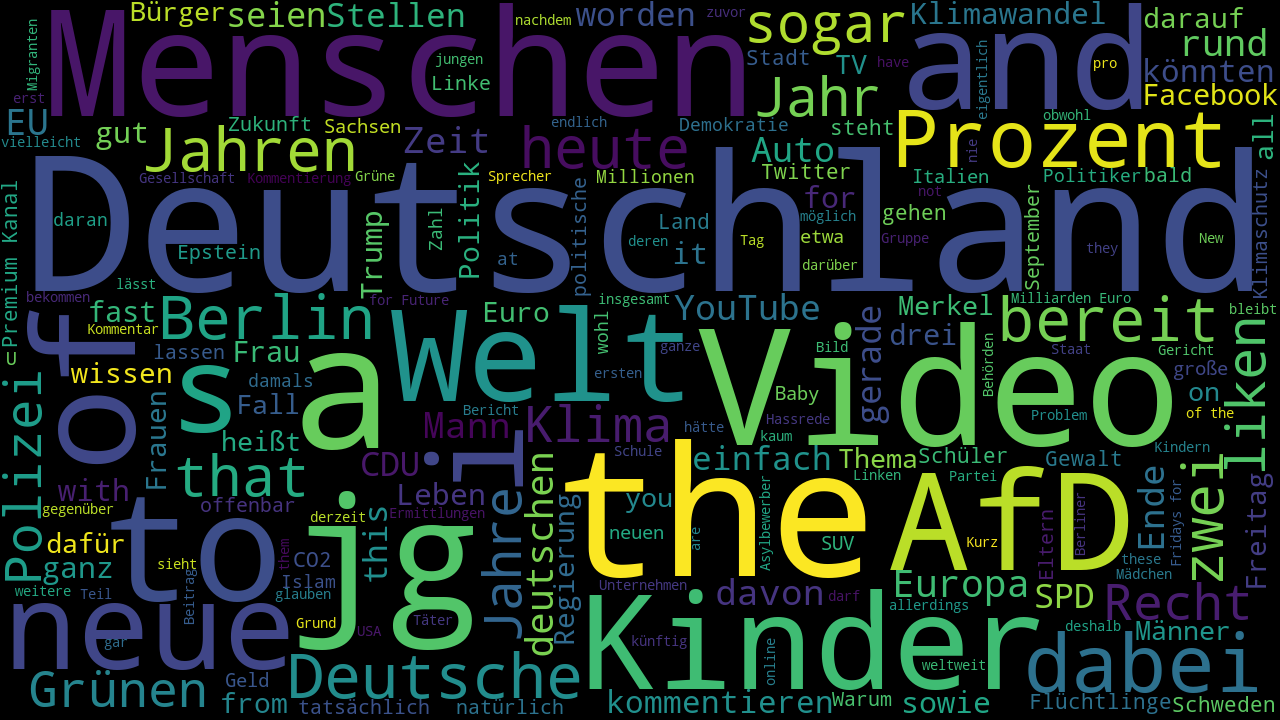 Menschen
and
Bürger
seien
Stellen
nachdem
worden
zuvor
sogar
Klimawandel
darauf
rund
Migranten
jungen
Linke
Stadt
TV
have
eigentlich
pro
könnten
Facebook
erst
EU
vielleicht
gut
Jahren
Zukunft
Sachsen
Zeit
endlich
heute
Demokratie
Jahr
Auto
steht
Prozent
obwohl
nie
all
Deutschland
Gesellschaft
Kommentierung
Grüne
Politik
Sprecher
Millionen
Twitter
for
Italien
Politiker
bald
Premium Kanal
daran
Epstein
Trump
Zahl
politische
Land
deren
it
Tag
möglich
etwa
darüber
gehen
not
Gruppe
September
they
New
klimaschutz
at
lässt
bekommen
for Future
insgesamt
fast
Kommentar
Berlin
Euro
wohl
YouTube
Merkel
Milliarden Euro
bleibt
of
wissen
lassen
Frau
damals
s
a
Welt
ganze
ersten
Video
Bild
gerade
drei
bereit
Behörden
Staat
Gericht
große
on
of the
liken
Polizei
Frauen
Fall
heißt
Bericht
Mann
Klima
hätte
Baby
Hassrede
kaum
Problem
Kindern
that
CDU
i
Schule
einfach
Thema
Schüler
Gewalt
Linken
Partei
with
gegenüber
offenbar
Leben
Ermittlungen
deutschen
Regierung
you
the
AfD
Asylbewerber
Berliner
Ende
Fridays for
zwei
Freitag
to
jg
derzeit
this
Jahre
neuen
are
SUV
Kurz
Eltern
these
Mädchen
dafür
ganz
sieht
them
CO2
Islam
glauben
weitere
Teil
Beitrag
Unternehmen
davon
darf
Europa
allerdings
SPD
Recht
neue
gar
Grund
USA
Täter
künftig
Kinder
online
weltweit
deshalb
Männer
dabei
Grünen
Geld
from
Deutsche
tatsächlich
natürlich
kommentieren
Warum
sowie
Flüchtlinge
Schweden